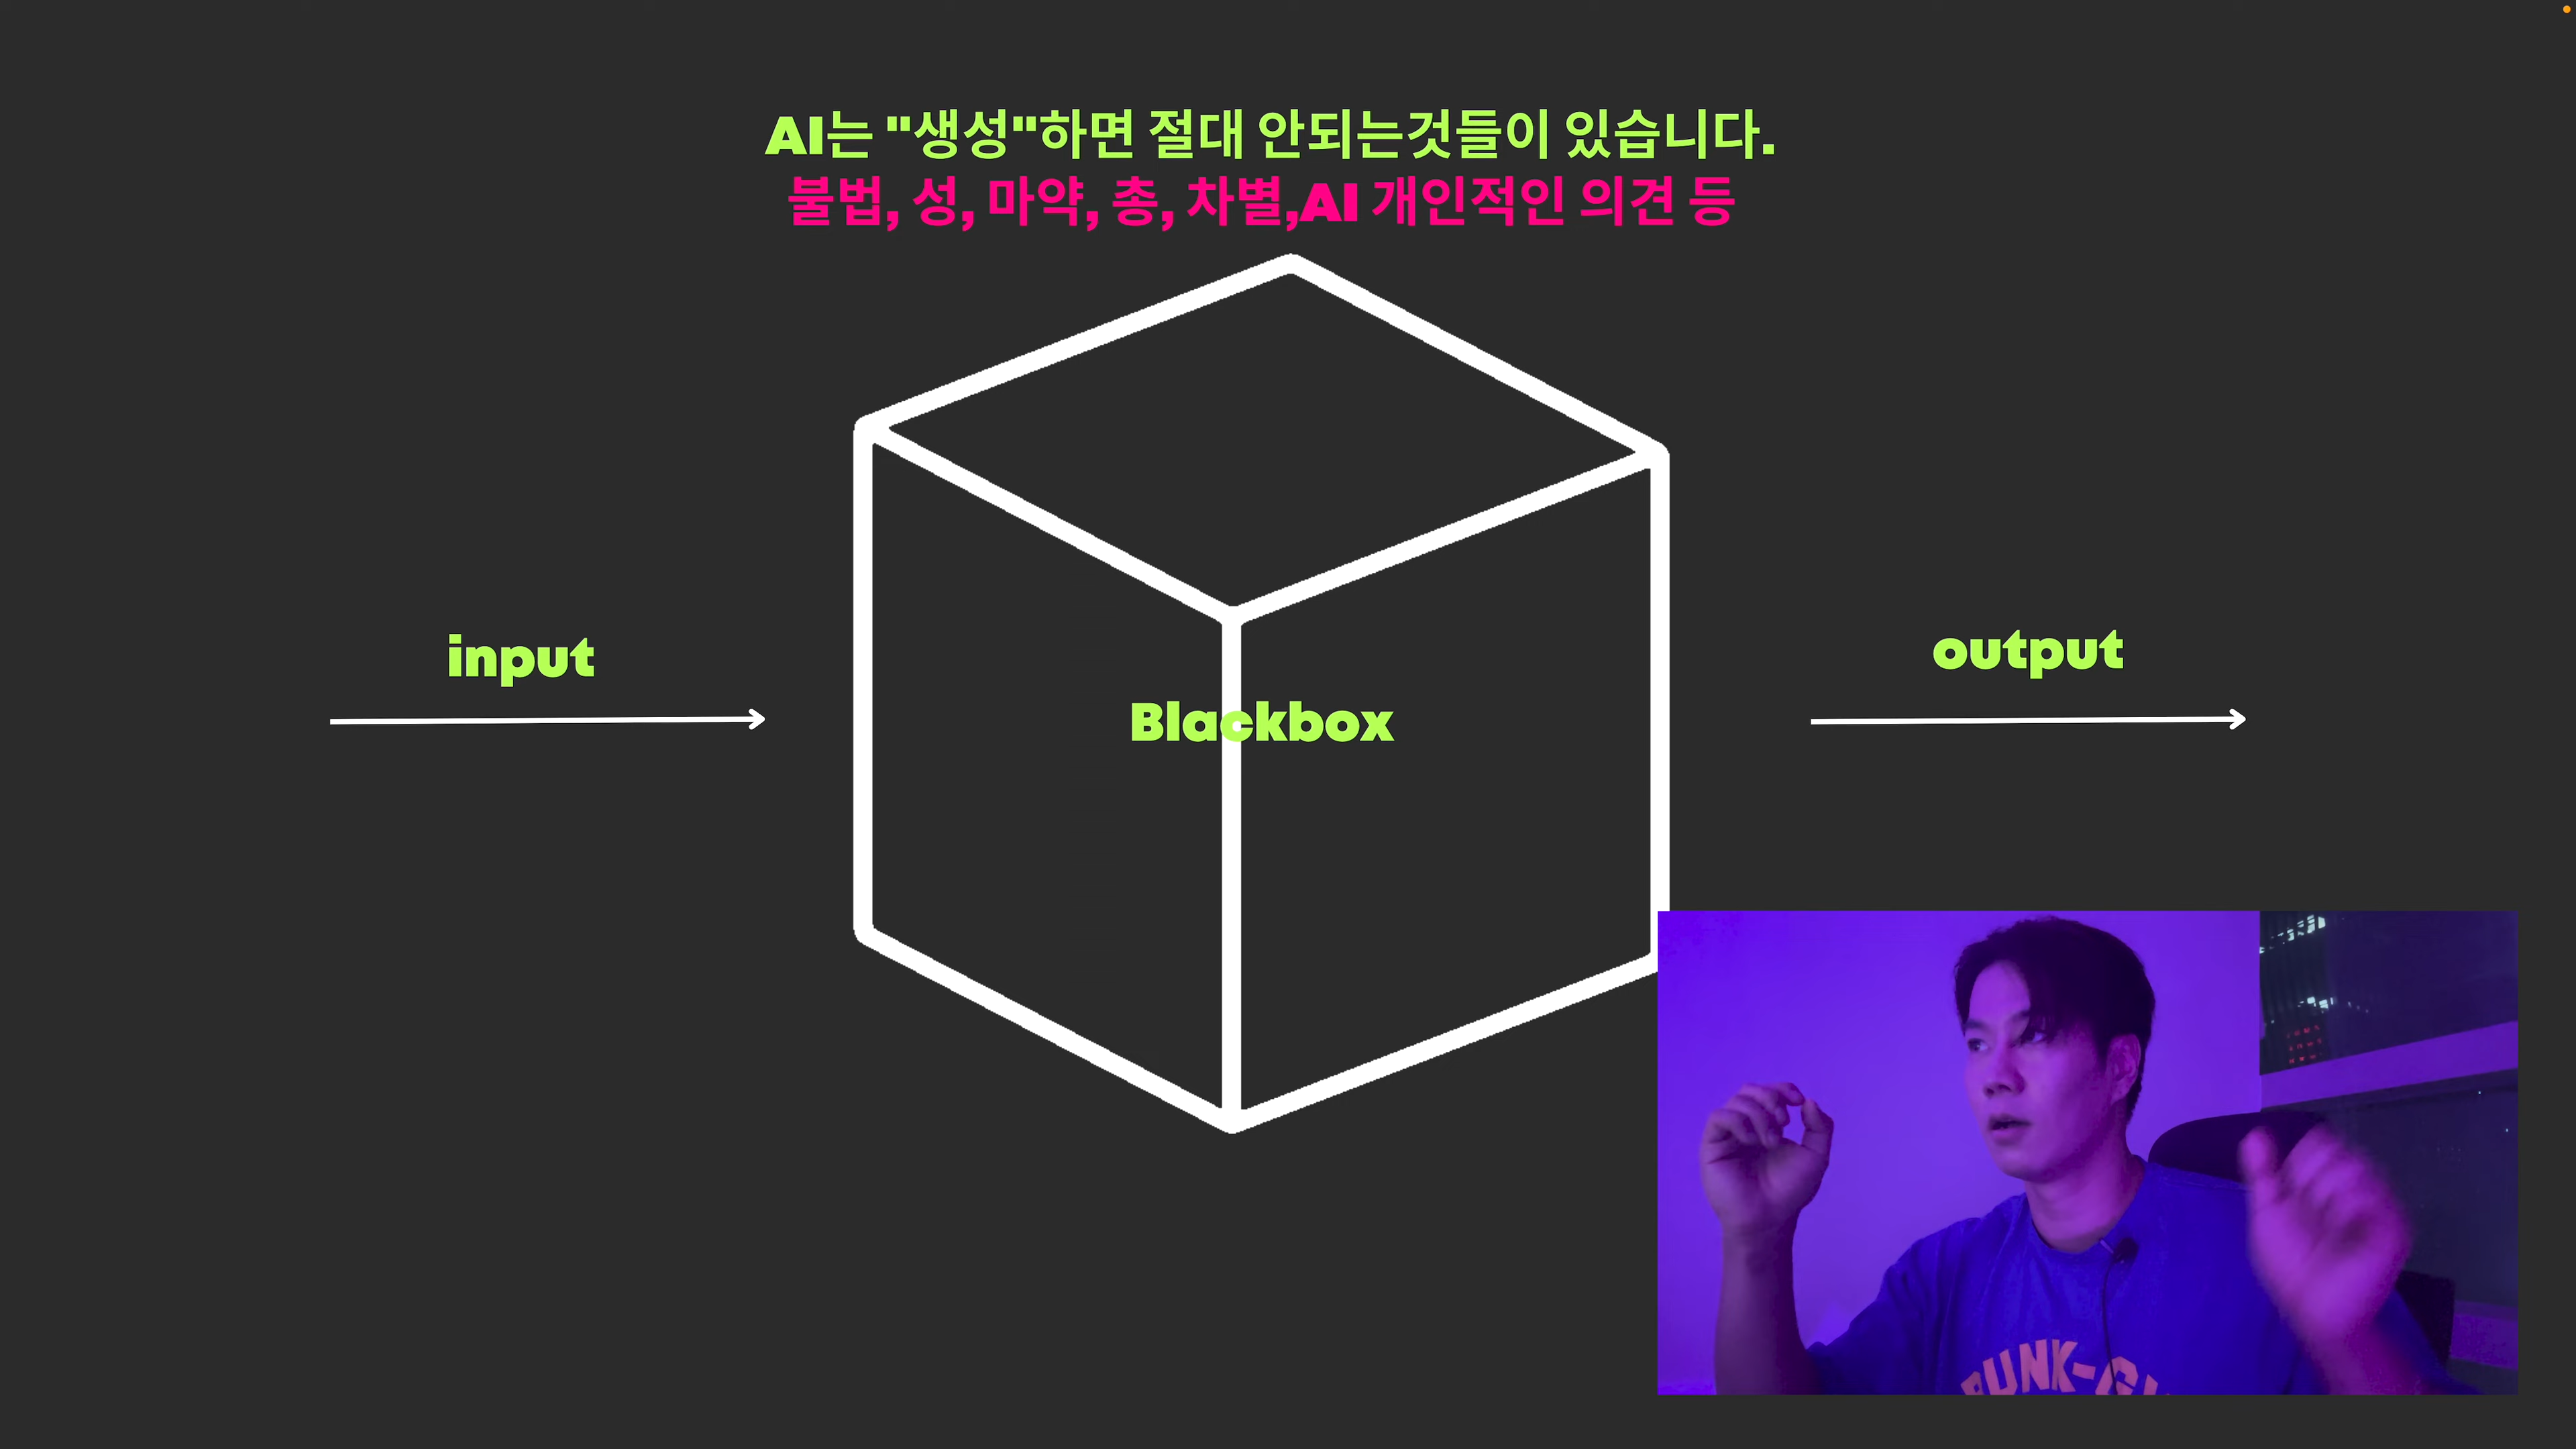 AI는 "생성"하면 절대 안되는것들이 있습니다.
불법, 성, 마약, 총, 차별,AI 개인적인 의견 등
input
output
Blackbox